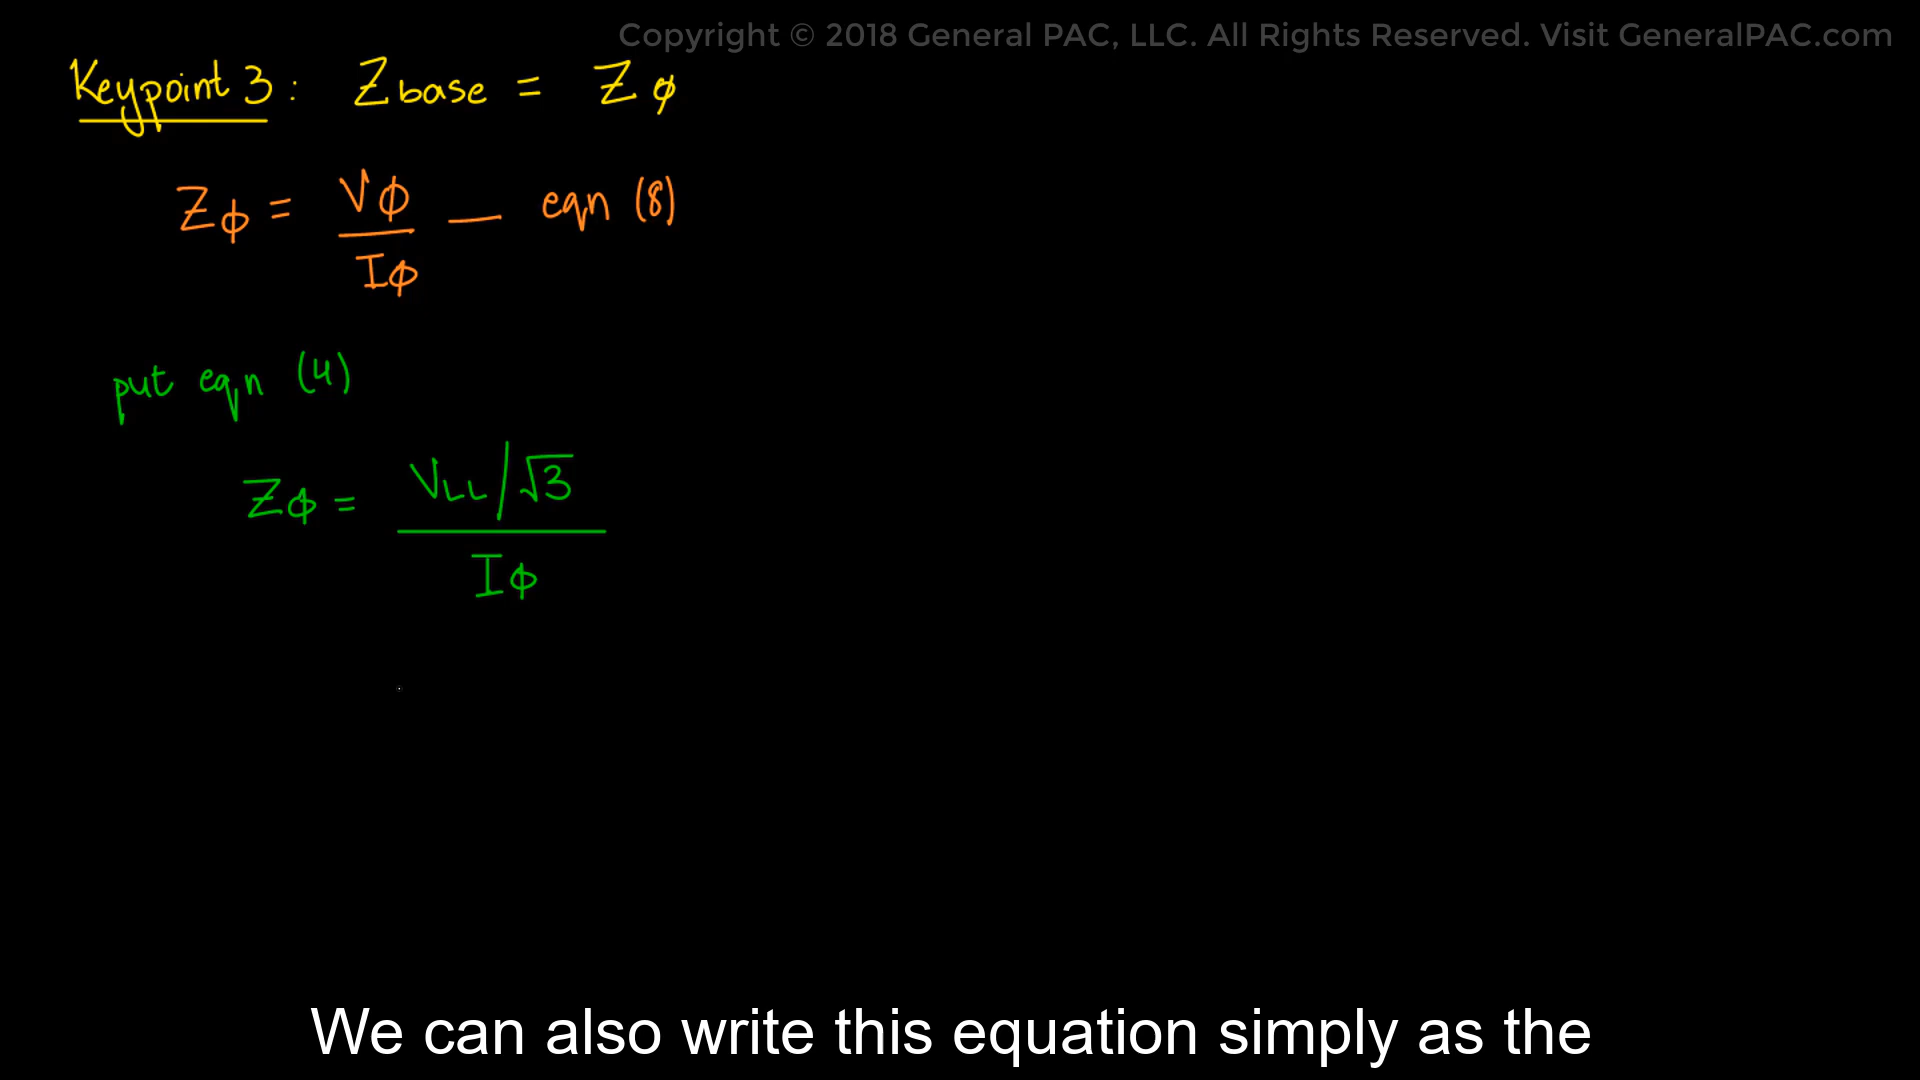 Copyright © 2018 General PAC, LLC. All Rights Reserved. Visit GeneralPAC.com
Keypoint 3: Zbase = Zφ
Zφ = Vφ / Iφ — eqn (8)
put eqn (4)
Zφ = VLL/√3 / Iφ
We can also write this equation simply as the